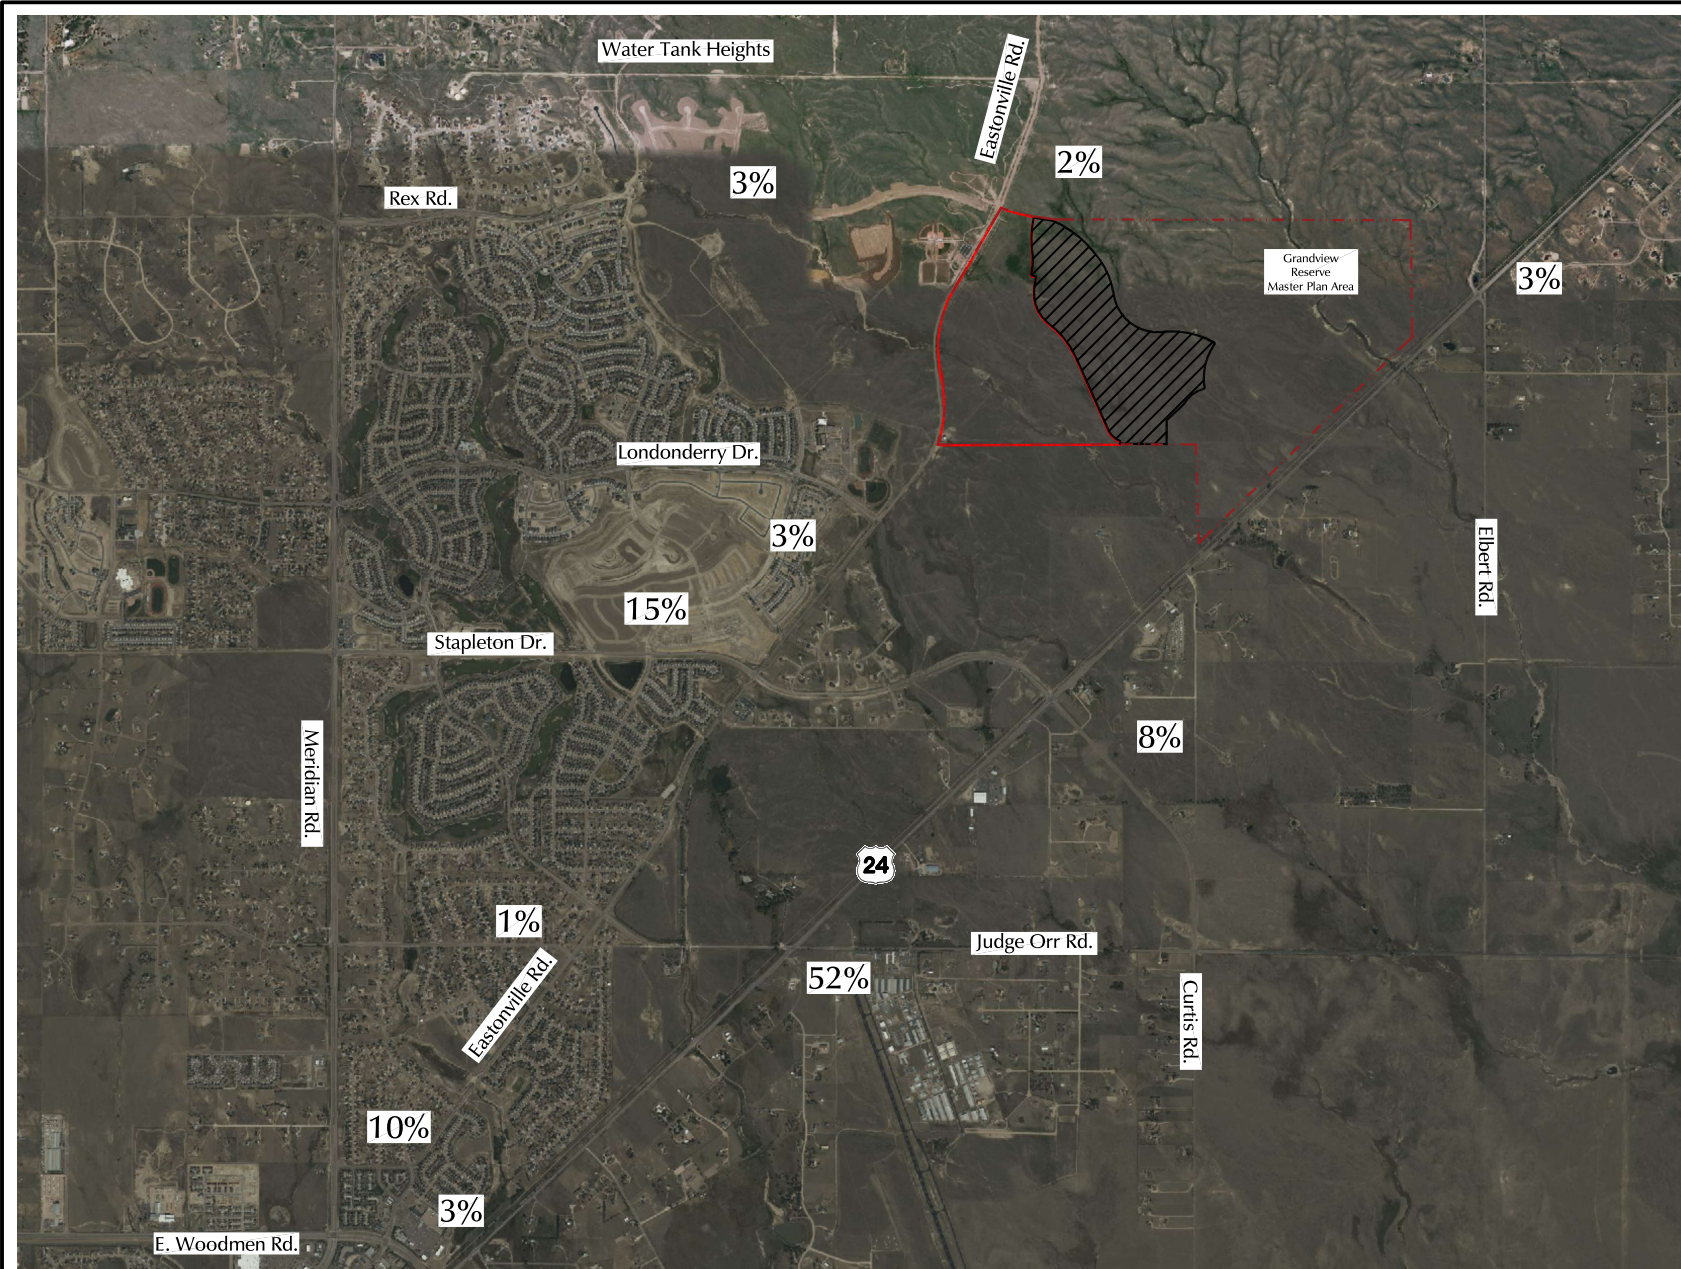 Water Tank Heights
Eastonville Rd.
2%
3%
Rex Rd.
Grandview
Reserve
Master Plan Area
3%
Londonderry Dr.
3%
Elbert Rd.
15%
Stapleton Dr.
8%
Meridian Rd.
24
1%
Judge Orr Rd.
52%
Eastonville Rd.
Curtis Rd.
10%
3%
E. Woodmen Rd.